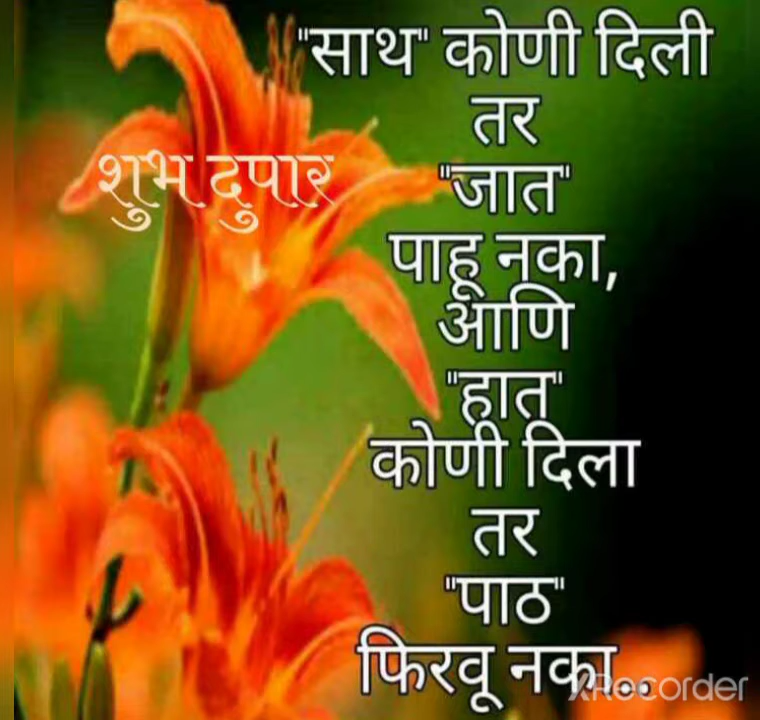 "साथ" कोणी दिली
तर
शुभ दुपार
"जात"
पाहू नका,
आणि
"हात"
कोणी दिला
तर
"पाठ"
फिरवू नका..
XRecorder